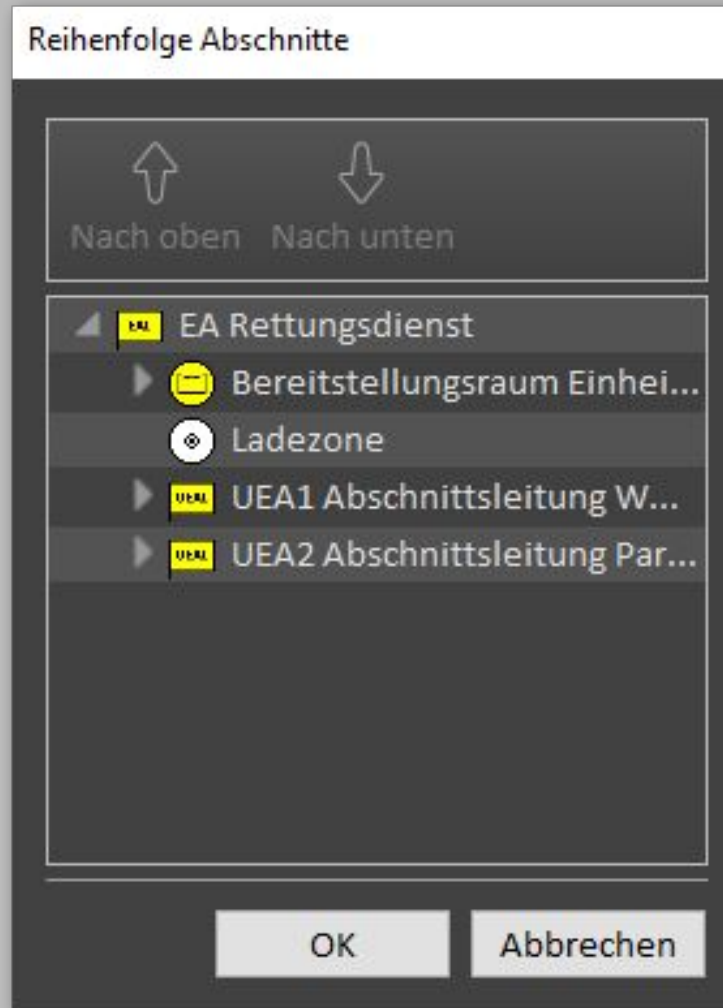 Reihenfolge Abschnitte
Nach oben Nach unten
EAL EA Rettungsdienst
Bereitstellungsraum Einhei...
Ladezone
UEAL UEA1 Abschnittsleitung W...
UEAL UEA2 Abschnittsleitung Par...
OK Abbrechen